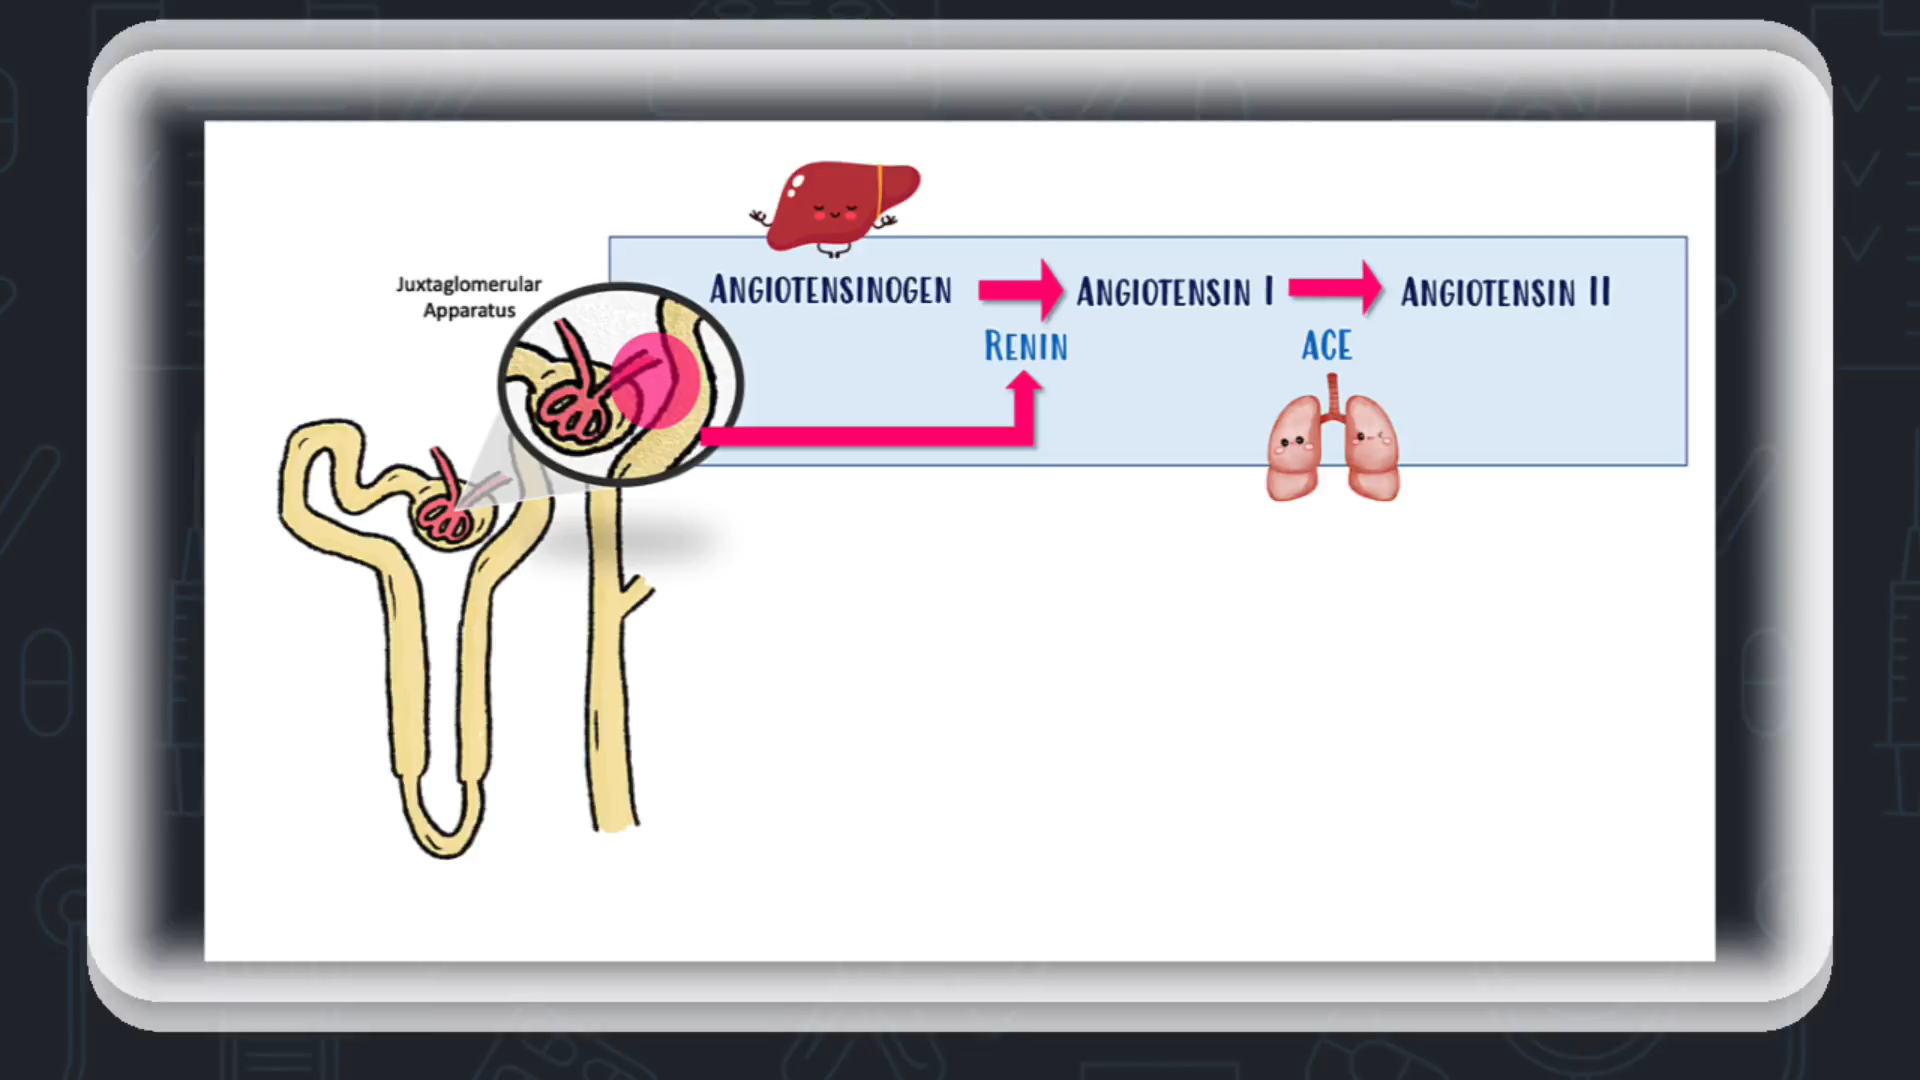 Juxtaglomerular
Apparatus
ANGIOTENSINOGEN
ANGIOTENSIN I
ANGIOTENSIN II
RENIN
ACE